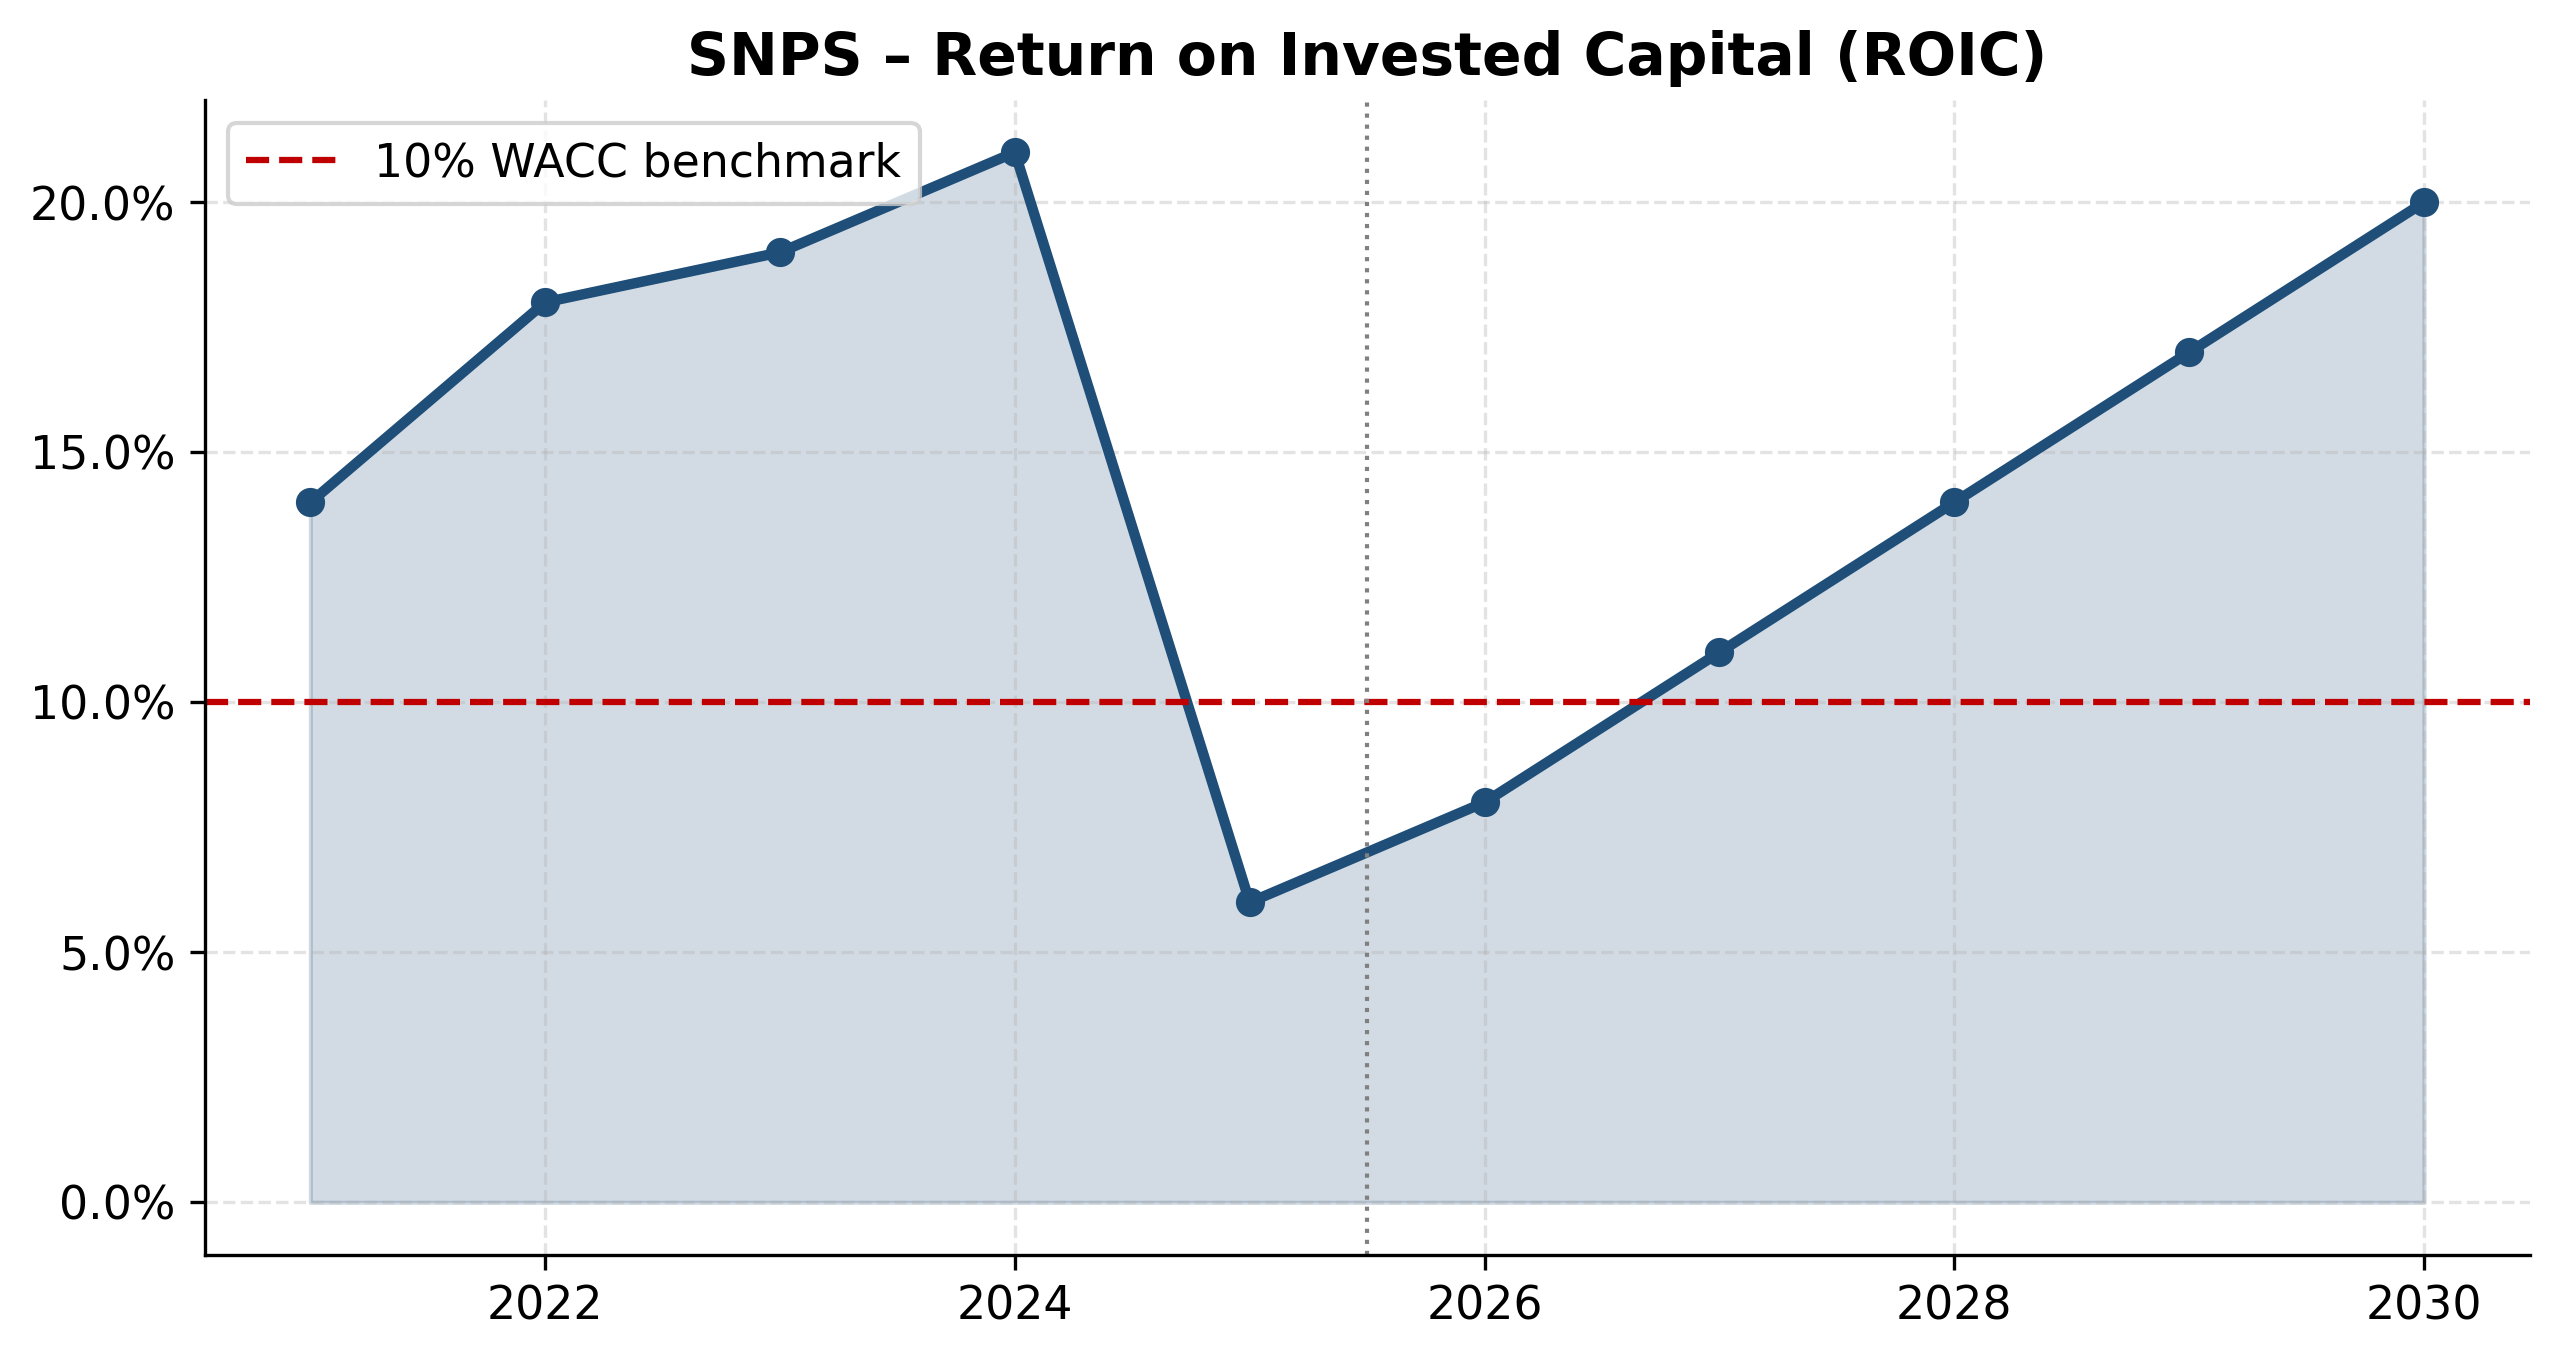 SNPS – Return on Invested Capital (ROIC)
10% WACC benchmark
20.0%
15.0%
10.0%
5.0%
0.0%
2022 2024 2026 2028 2030